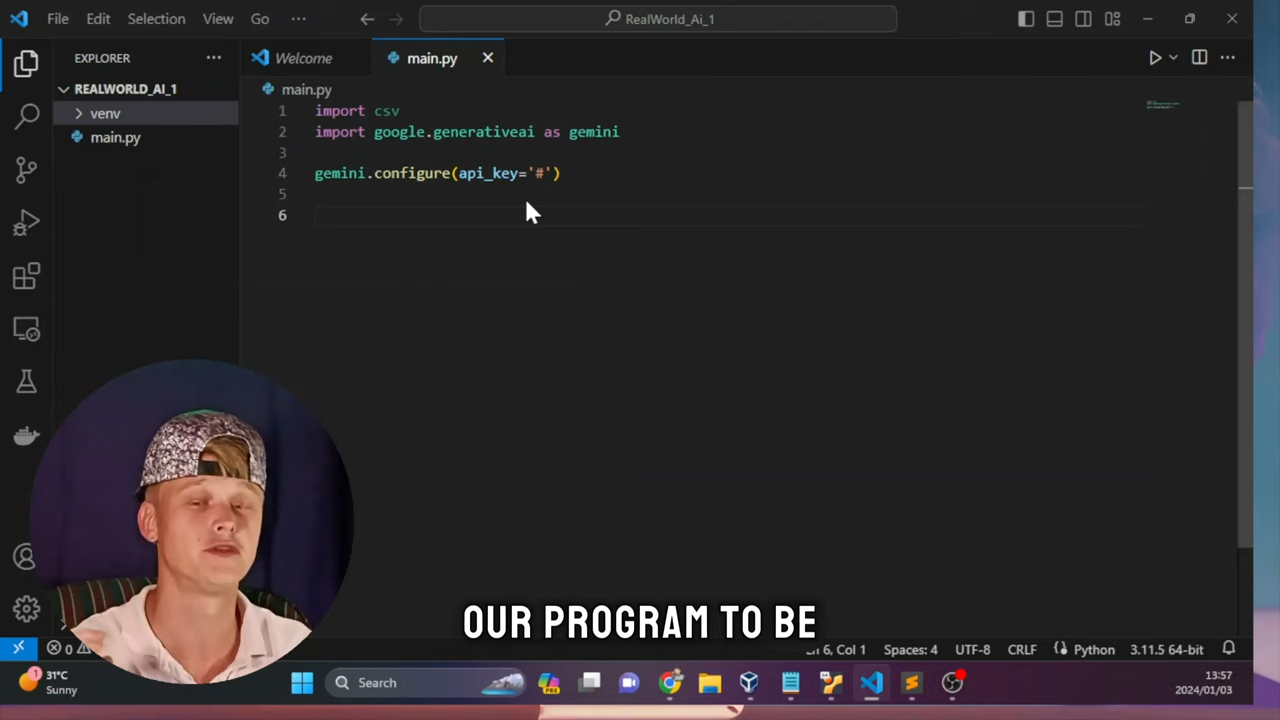 File Edit Selection View Go ··· RealWorld_Ai_1
EXPLORER ···
Welcome
main.py
REALWORLD_AI_1
venv
main.py
main.py
1 import csv
2 import google.generativeai as gemini
3
4 gemini.configure(api_key='#')
5
6
OUR PROGRAM TO BE
0
Ln 6, Col 1 Spaces: 4 UTF-8 CRLF Python 3.11.5 64-bit
1
31°C
Sunny
Search
PRE
13:57
2024/01/03